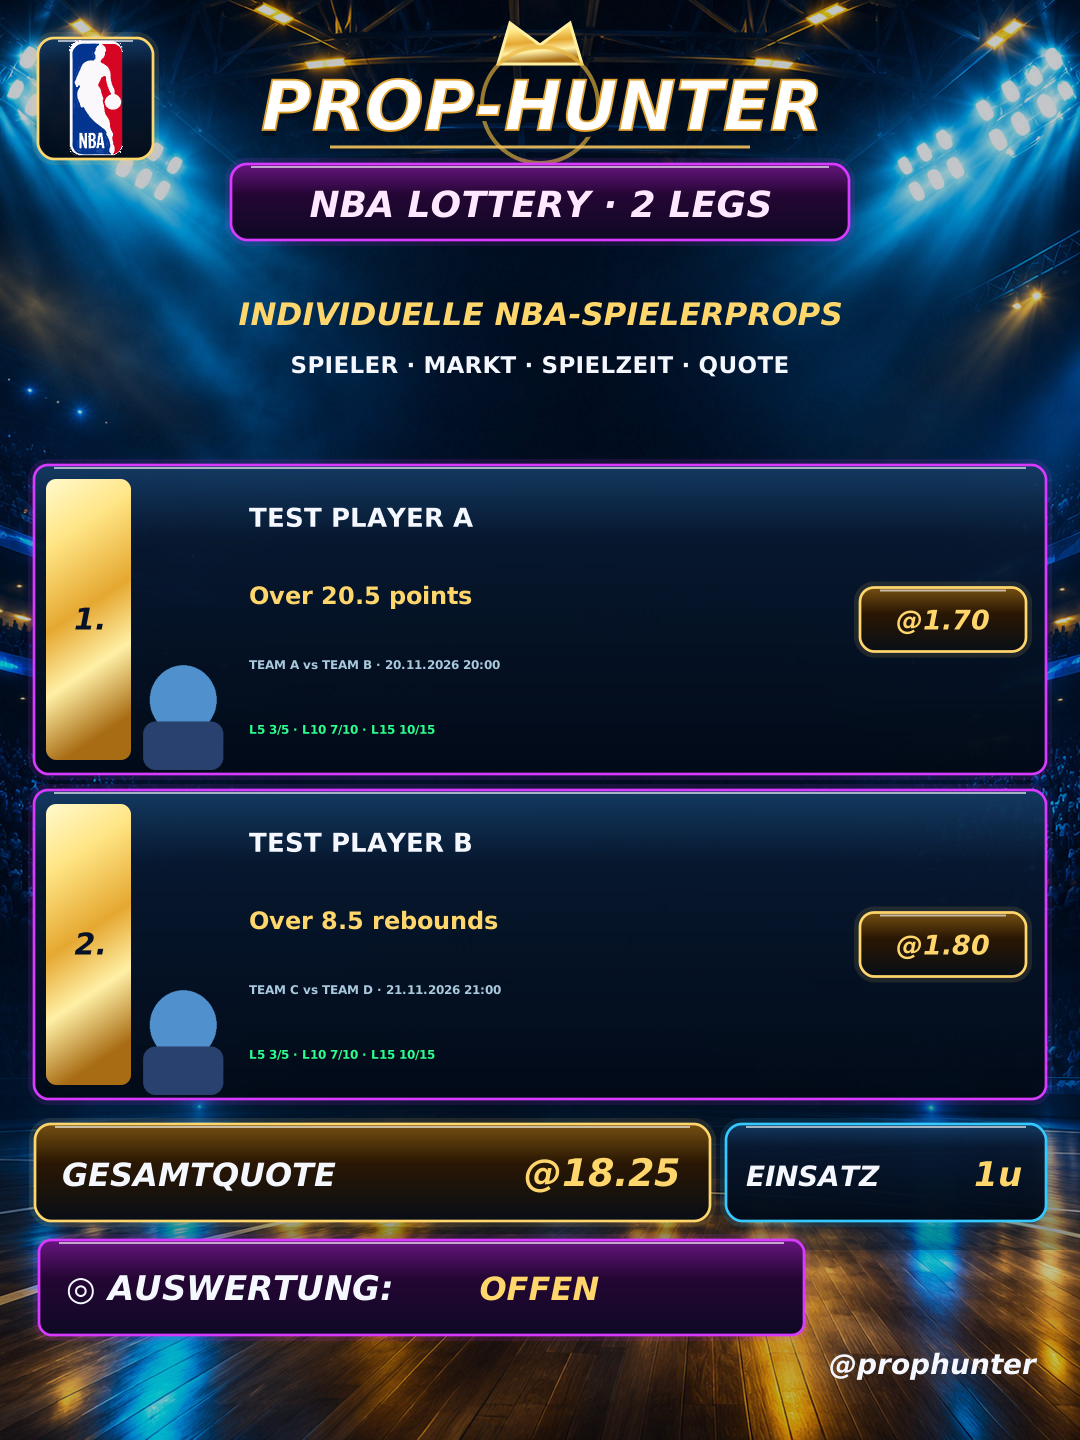 NBA
PROP-HUNTER
NBA LOTTERY · 2 LEGS
INDIVIDUELLE NBA-SPIELERPROPS
SPIELER · MARKT · SPIELZEIT · QUOTE
TEST PLAYER A
Over 20.5 points
1.
@1.70
TEAM A vs TEAM B · 20.11.2026 20:00
L5 3/5 · L10 7/10 · L15 10/15
TEST PLAYER B
Over 8.5 rebounds
2.
@1.80
TEAM C vs TEAM D · 21.11.2026 21:00
L5 3/5 · L10 7/10 · L15 10/15
GESAMTQUOTE @18.25
EINSATZ 1u
◎ AUSWERTUNG: OFFEN
@prophunter